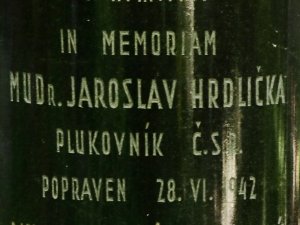 IN MEMORIAM
MUDR. JAROSLAV HRDLIČKA
PLUKOVNÍK
POPRAVEN 28. VI. 1942